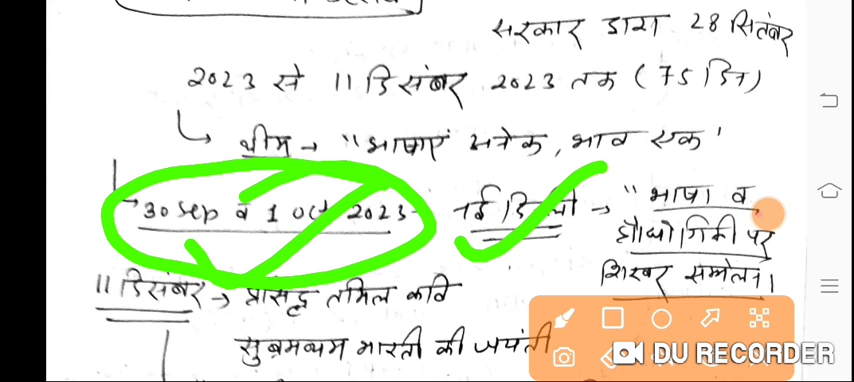 सरकार द्वारा 28 सितंबर
2023 से 11 दिसंबर 2023 तक (75 दिन)
थीम → "भाषाएं अनेक, भाव एक'
30 Sep व 1 Oct 2023 नई दिल्ली → "भाषा व
प्रौद्योगिकी पर
शिखर सम्मेलन।
11 दिसंबर → प्रसिद्ध तमिल कवि
सुब्रमण्यम भारती की जयंती
DU RECORDER